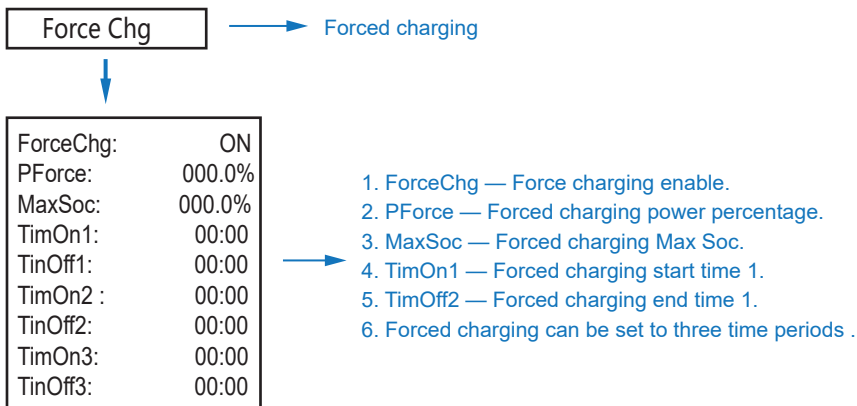 Force Chg
Forced charging
ForceChg: ON
PForce: 000.0%
MaxSoc: 000.0%
TimOn1: 00:00
TinOff1: 00:00
TimOn2 : 00:00
TinOff2: 00:00
TimOn3: 00:00
TinOff3: 00:00
1. ForceChg — Force charging enable.
2. PForce — Forced charging power percentage.
3. MaxSoc — Forced charging Max Soc.
4. TimOn1 — Forced charging start time 1.
5. TimOff2 — Forced charging end time 1.
6. Forced charging can be set to three time periods .